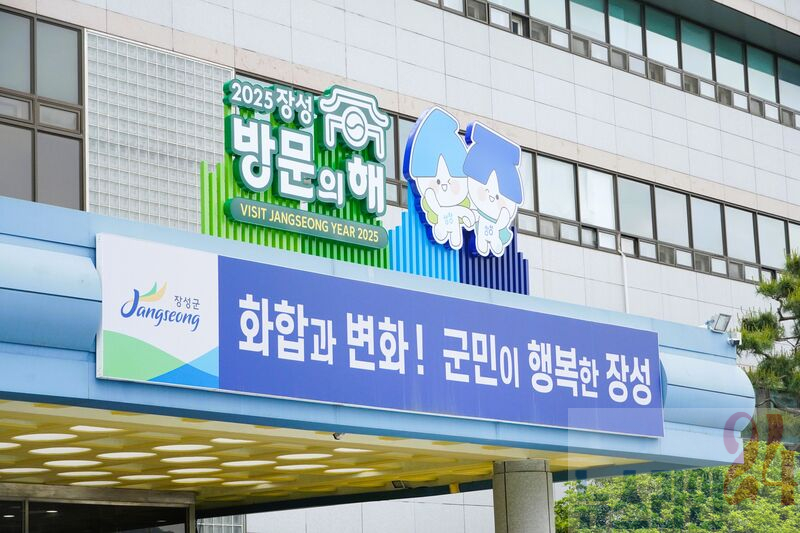 2025 장성
방문의해
VISIT JANGSEONG YEAR 2025
장성군
Jangseong
화합과 변화! 군민이 행복한 장성